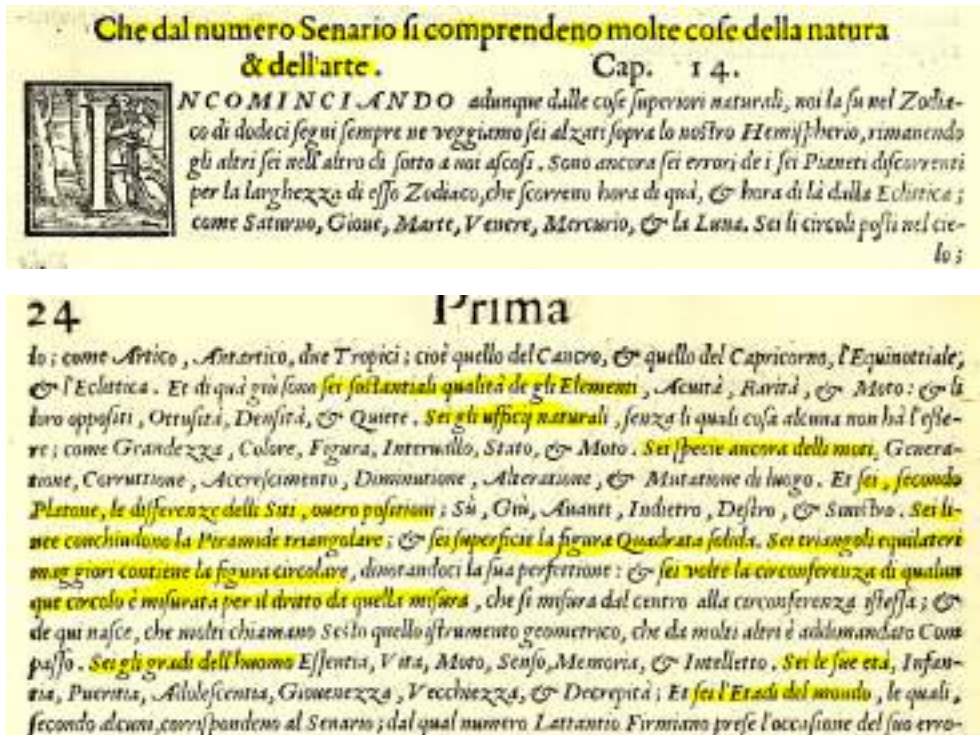 Che dal numero Senario ſi comprendeno molte coſe della natura
& dell'arte. Cap. 14.
INCOMINCIANDO adunque dalle coſe ſuperiori naturali, noi la ſu nel Zodia-
co di dodeci ſegni ſempre ne veggiamo ſei alzati ſopra lo noſtro Hemiſpherio, rimanendo
gli altri ſei nell'altro di ſotto a noi aſcoſi. Sono ancora ſei errori de i ſei Pianeti diſcorrenti
per la larghezza di eſſo Zodiaco, che ſcorreno hora di quà, & hora di là dalla Eclittica;
come Saturno, Gioue, Marte, Venere, Mercurio, & la Luna. Sei li circoli poſti nel cie-
lo;
24 Prima
lo; come Artico, Antartico, due Tropici; cioè quello del Cancro, & quello del Capricorno, l'Equinottiale,
& l'Eclittica. Et di quà giù ſono ſei ſoſtantiali qualità de gli Elementi, Acuità, Rarità, & Moto: & li
loro oppoſiti, Ottuſità, Denſità, & Quiete. Sei gli ufficij naturali, ſenza li quali coſa alcuna non hà l'eſſe-
re; come Grandezza, Colore, Figura, Interuallo, Stato, & Moto. Sei ſpecie ancora delli moti, Genera-
tione, Corruttione, Accreſcimento, Diminutione, Alteratione, & Mutatione di luogo. Et ſei, ſecondo
Platone, le differenze delli Siti, ouero poſitioni; Sù, Giù, Auanti, Indietro, Deſtro, & Siniſtro. Sei li-
nee conchiudono la Piramide triangolare; & ſei ſuperficie la figura Quadrata ſolida. Sei triangoli equilateri
maggiori contiene la figura circolare, dinotandoci la ſua perfettione: & ſei volte la circonferenza di qualun
que circolo è miſurata per il dritto da quella miſura, che ſi miſura dal centro alla circonferenza iſteſſa; &
de qui naſce, che molti chiamano Seſto quello iſtrumento geometrico, che da molti altri è addimandato Com
paſſo. Sei gli gradi dell'huomo Eſſentia, Vita, Moto, Senſo, Memoria, & Intelletto. Sei le ſue età, Infan-
tia, Pueritia, Adoleſcentia, Giouenezza, Vecchiezza, & Decrepità; Et ſei l'Etadi del mondo, le quali,
ſecondo alcuni, corriſpondeno al Senario; dal qual numero Lattantio Firmiano preſe l'occaſione del ſuo erro-